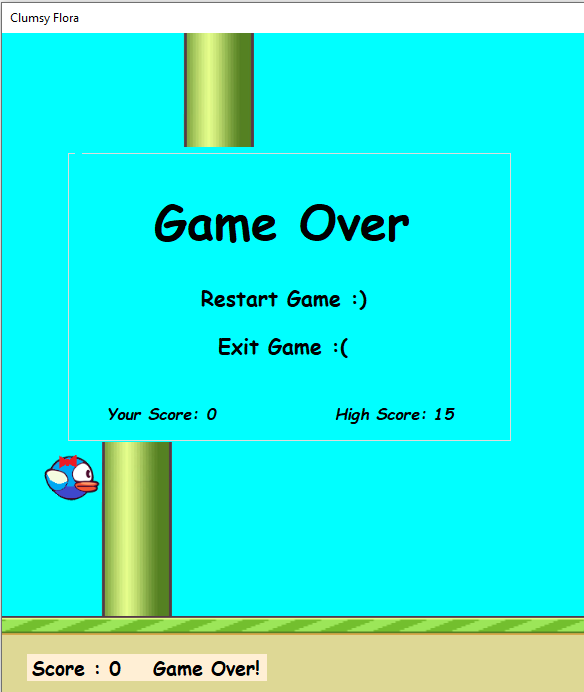 Clumsy Flora
Game Over
Restart Game :)
Exit Game :(
Your Score: 0 High Score: 15
Score : 0 Game Over!